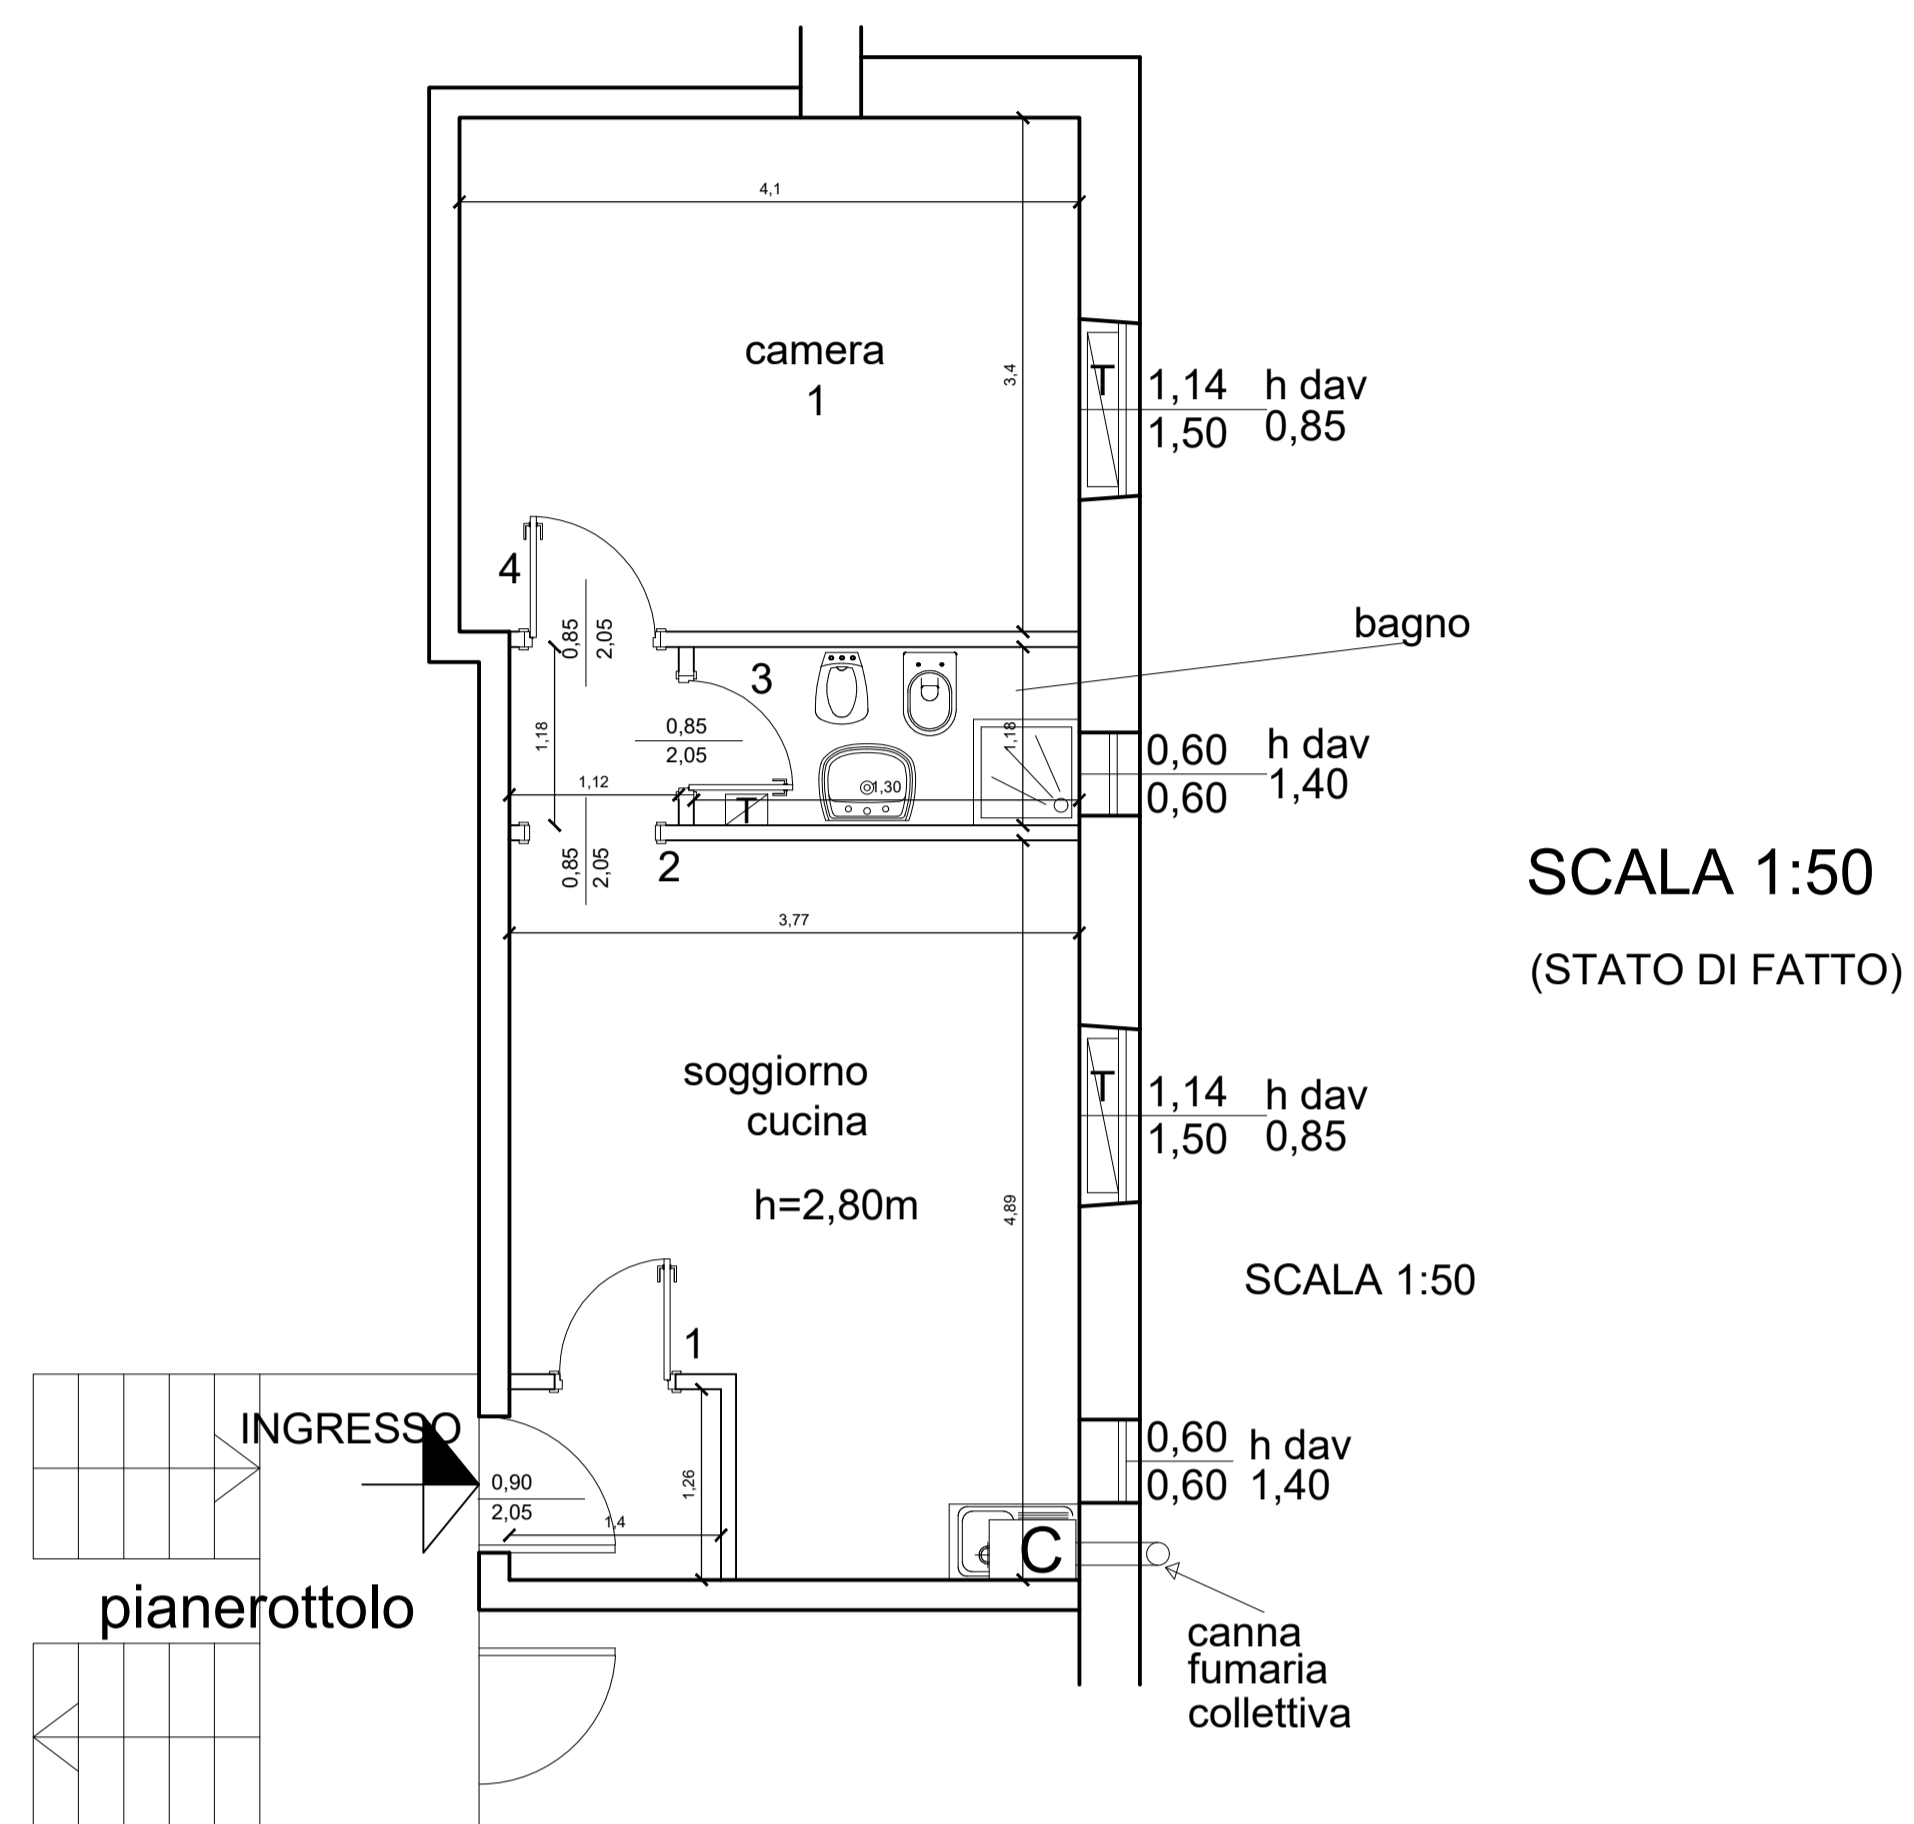 4,1
camera
1
3,4
T
1,14 h dav
1,50 0,85
4
0,85
2,05
bagno
3
1,18
0,85
2,05
1,18
0,60 h dav
0,60 1,40
1,12
T
1,30
0,85
2,05
2
SCALA 1:50
(STATO DI FATTO)
3,77
soggiorno
cucina
h=2,80m
4,89
T
1,14 h dav
1,50 0,85
SCALA 1:50
1
INGRESSO
0,90
2,05
1,4
1,26
0,60 h dav
0,60 1,40
C
pianerottolo
canna
fumaria
collettiva